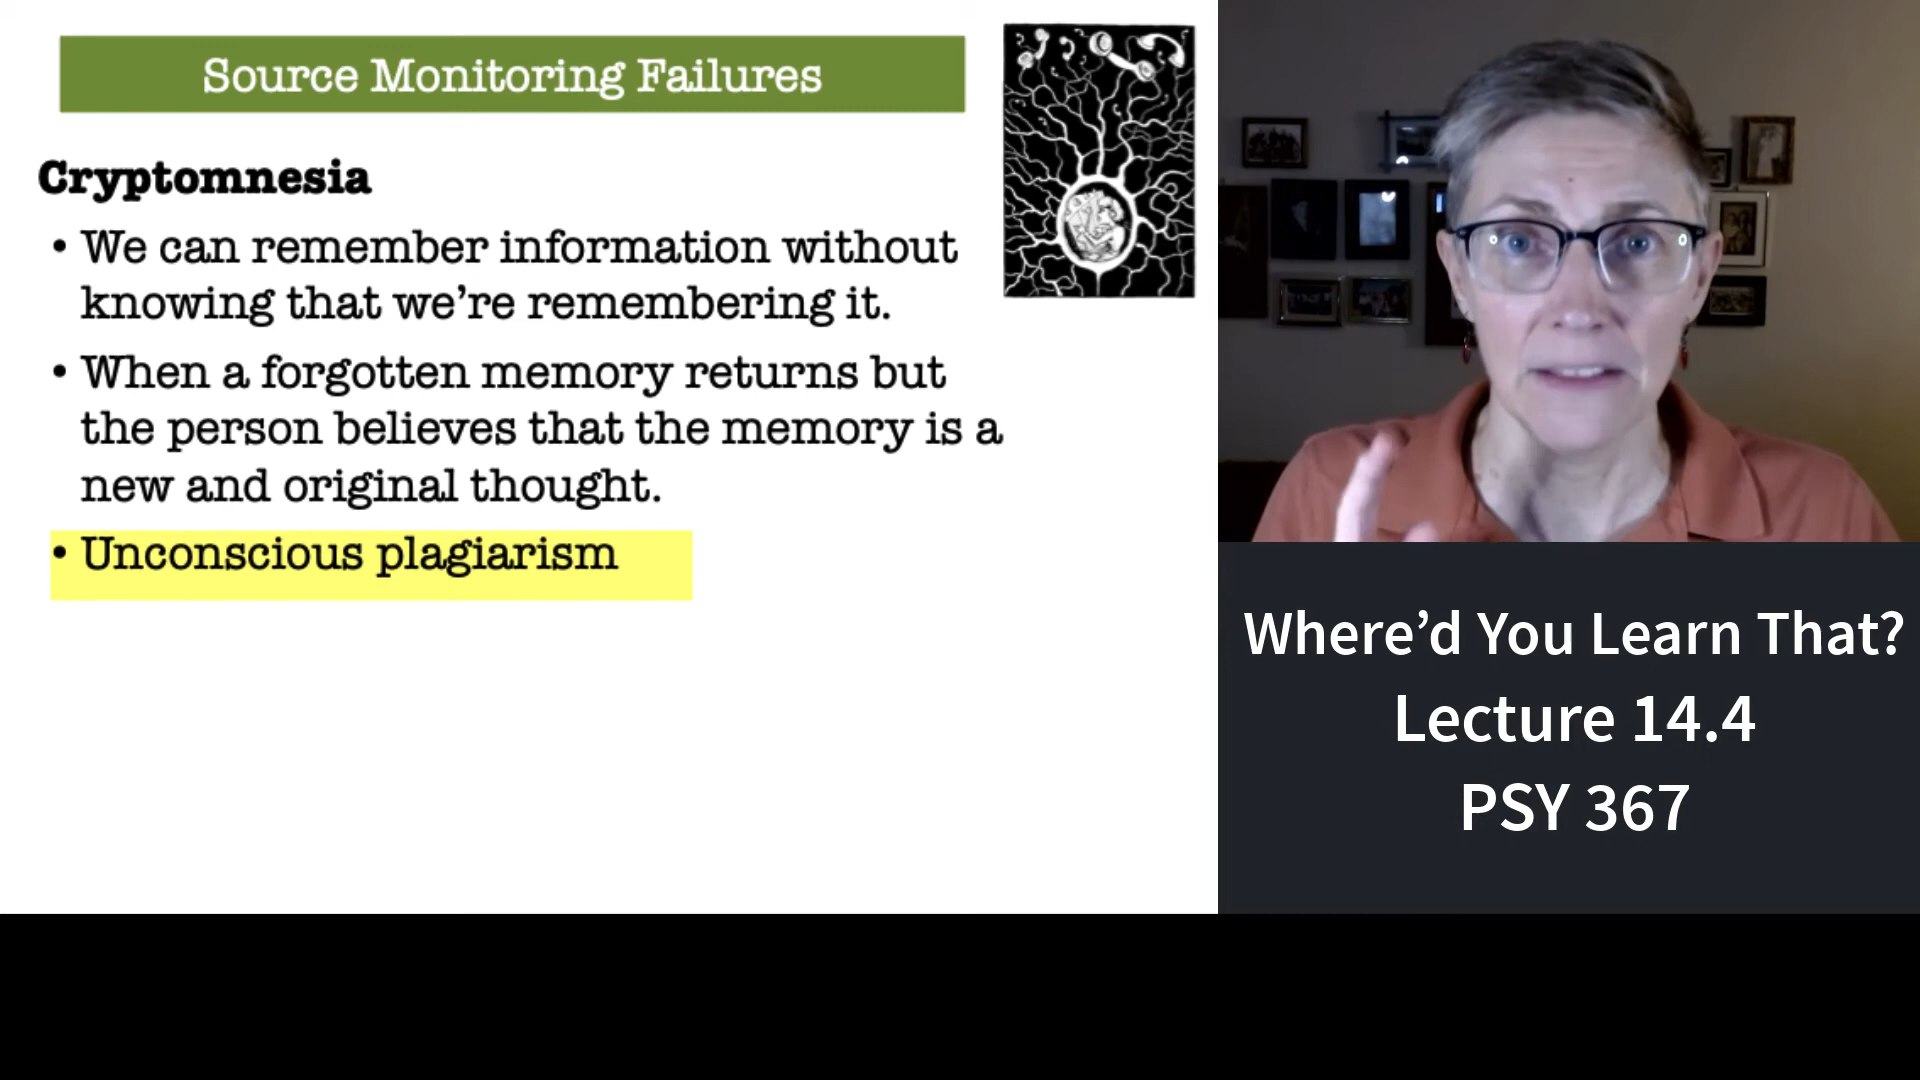 Source Monitoring Failures
Cryptomnesia
• We can remember information without
knowing that we’re remembering it.
• When a forgotten memory returns but
the person believes that the memory is a
new and original thought.
• Unconscious plagiarism
Where’d You Learn That?
Lecture 14.4
PSY 367